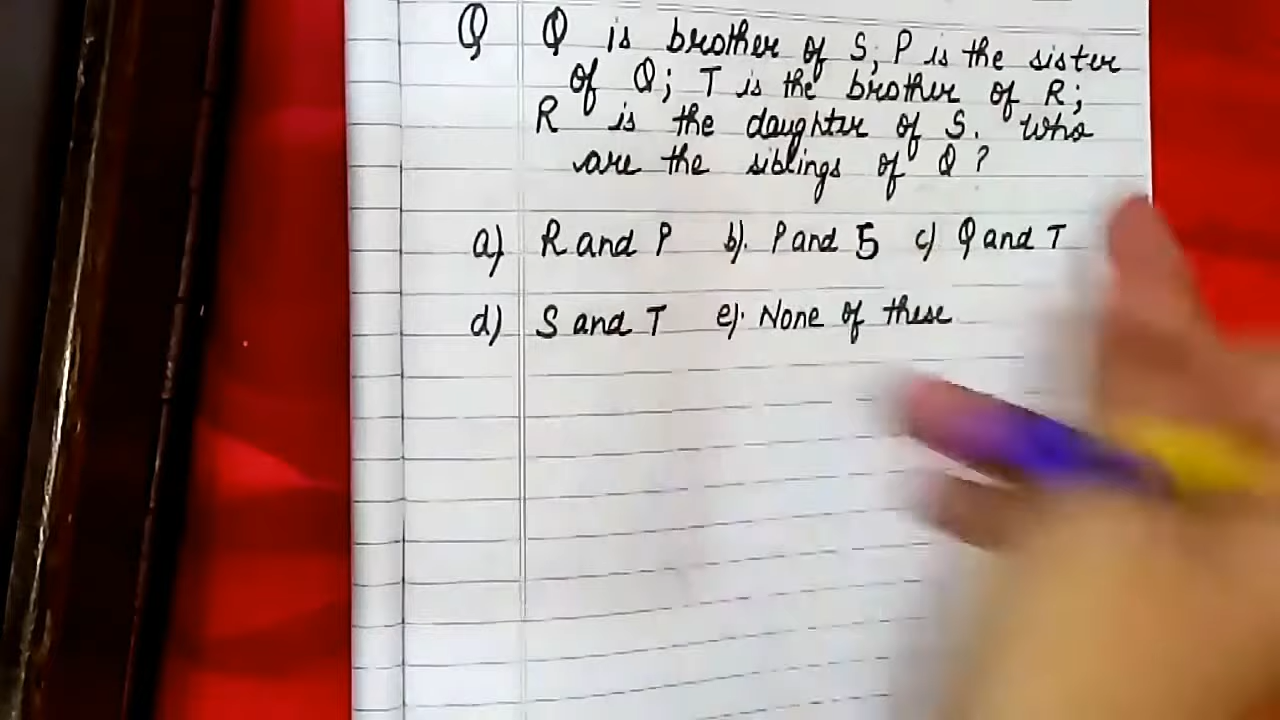 Q Q is brother of S; P is the sister
of Q; T is the brother of R;
R is the daughter of S. Who
are the siblings of Q?
a) R and P b). P and 5 c) Q and T
d) S and T e). None of these